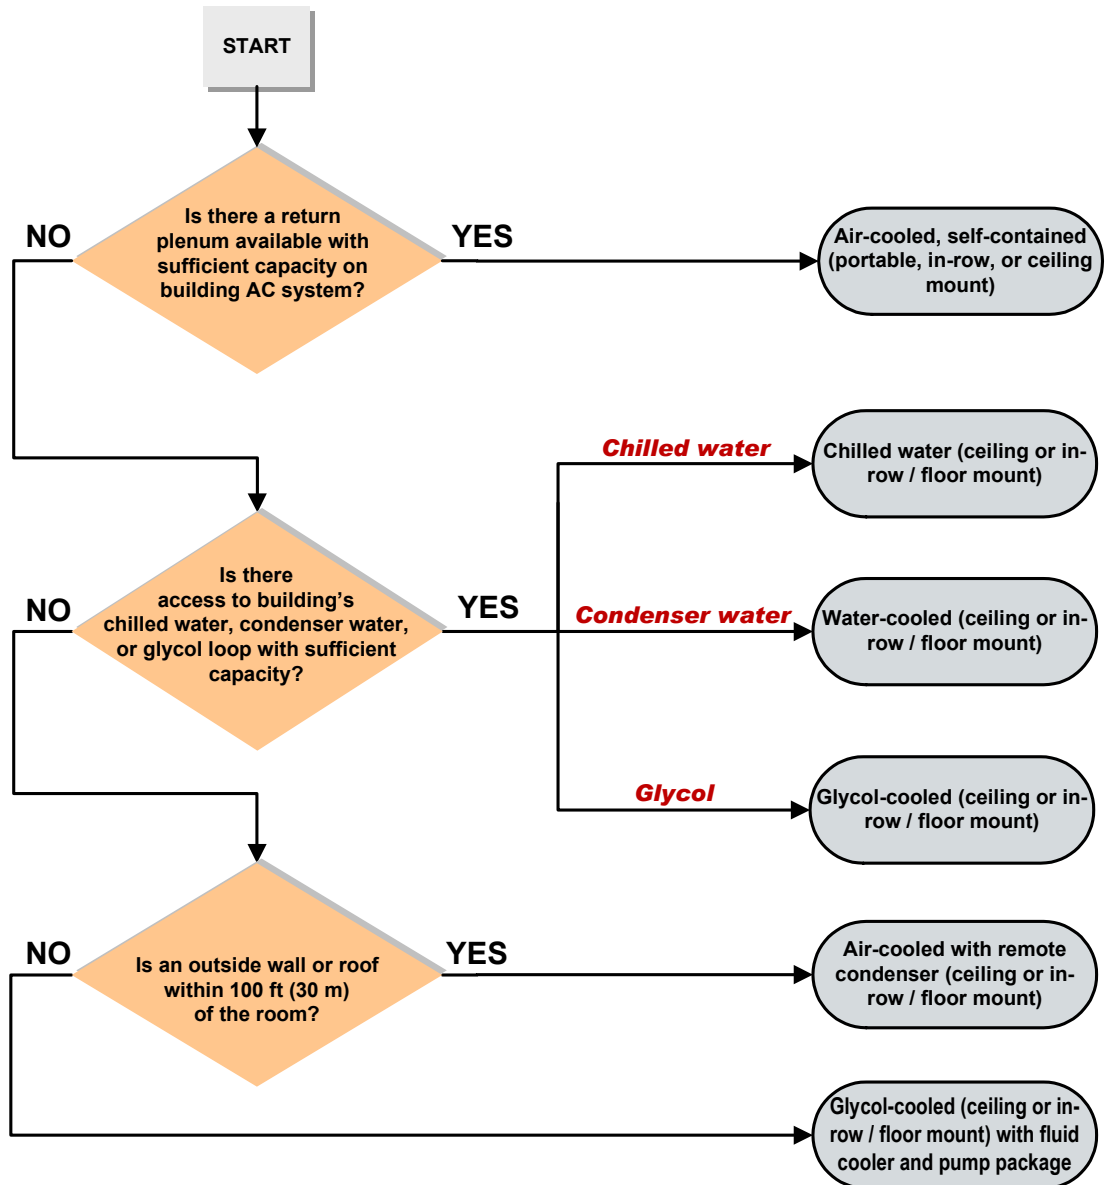 START
Is there a return
plenum available with
sufficient capacity on
building AC system?
NO
YES
Air-cooled, self-contained
(portable, in-row, or ceiling
mount)
Is there
access to building’s
chilled water, condenser water,
or glycol loop with sufficient
capacity?
NO
YES
Chilled water
Chilled water (ceiling or in-
row / floor mount)
Condenser water
Water-cooled (ceiling or in-
row / floor mount)
Glycol
Glycol-cooled (ceiling or in-
row / floor mount)
Is an outside wall or roof
within 100 ft (30 m)
of the room?
NO
YES
Air-cooled with remote
condenser (ceiling or in-
row / floor mount)
Glycol-cooled (ceiling or in-
row / floor mount) with fluid
cooler and pump package